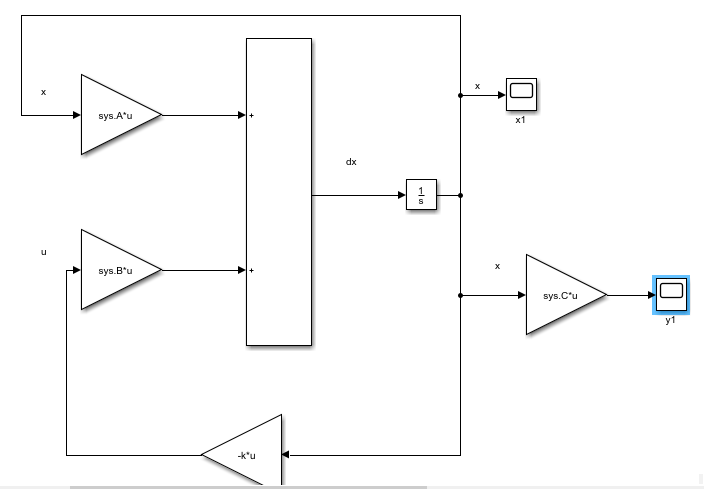 x
x
sys.A*u
+
x1
dx
1
s
u
x
sys.B*u
+
sys.C*u
y1
-k*u